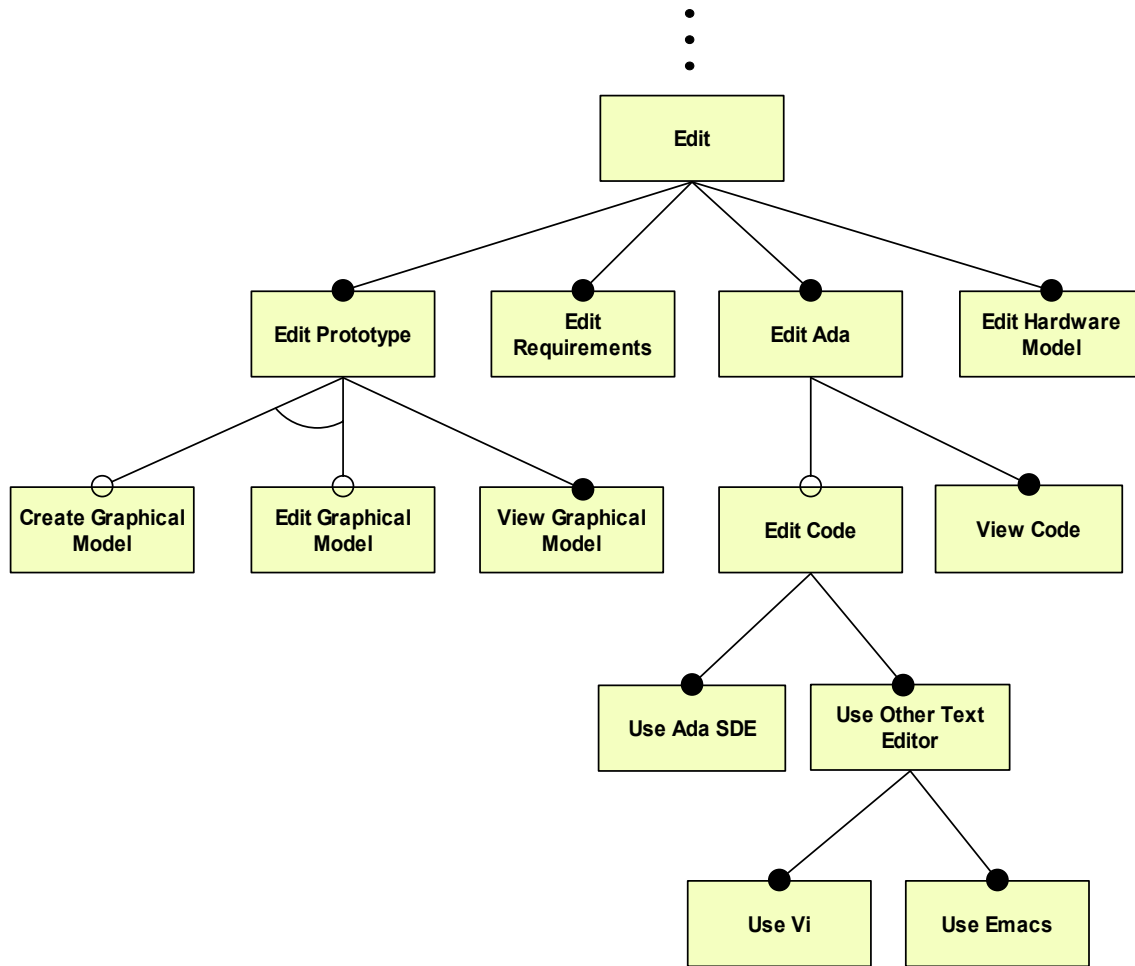 Edit
Edit Prototype
Edit
Requirements
Edit Ada
Edit Hardware
Model
Create Graphical
Model
Edit Graphical
Model
View Graphical
Model
Edit Code
View Code
Use Ada SDE
Use Other Text
Editor
Use Vi
Use Emacs